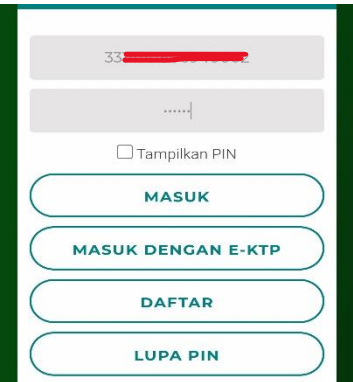 33
Tampilkan PIN
MASUK
MASUK DENGAN E-KTP
DAFTAR
LUPA PIN